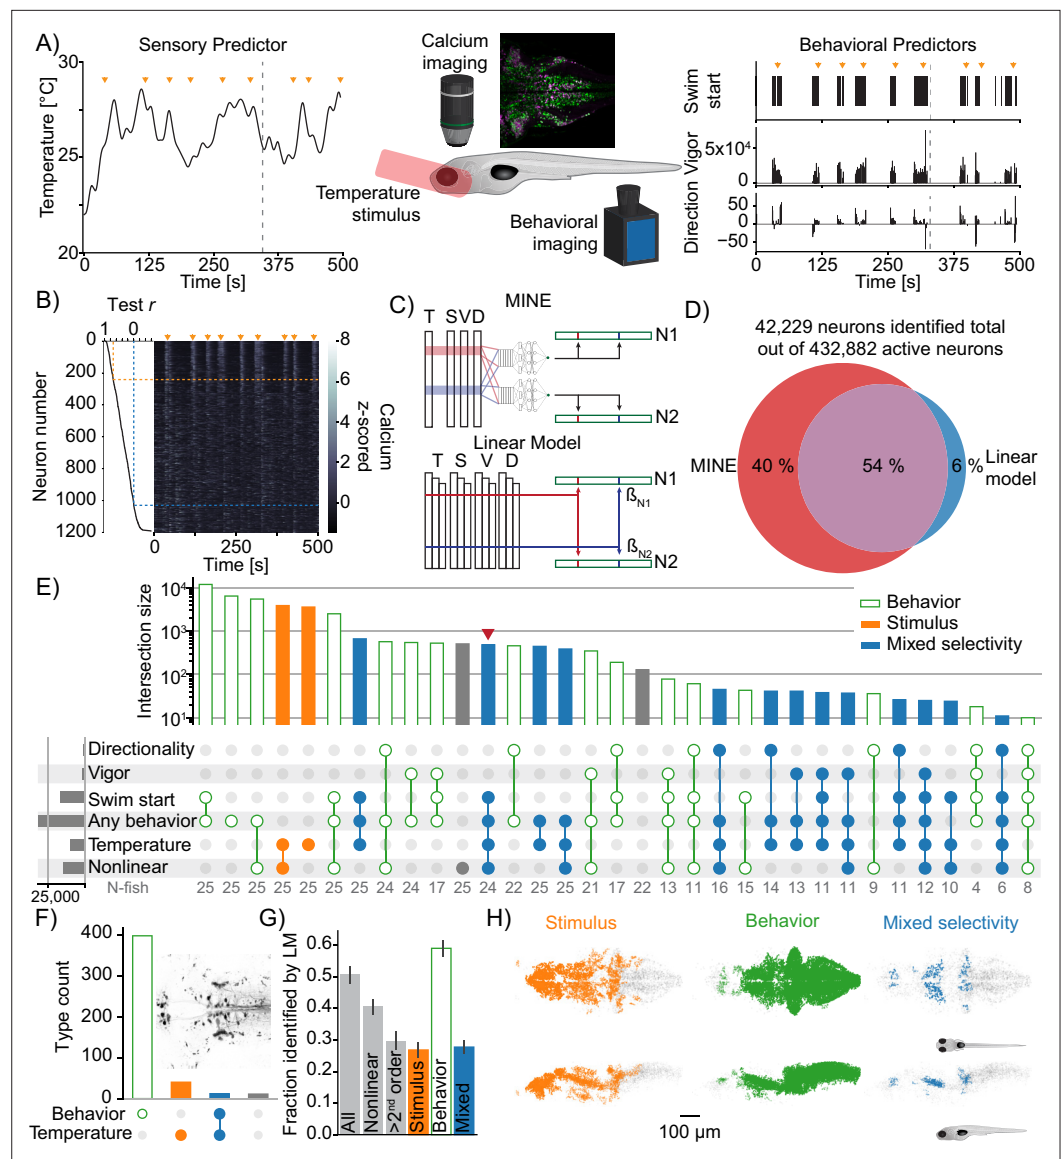 A)
Sensory Predictor
Temperature [°C]
30
25
20
0
125
250
375
500
Time [s]
Calcium
imaging
Temperature
stimulus
Behavioral
imaging
Behavioral Predictors
Swim
start
Vigor
5x10⁴
0
Direction
50
0
−50
0
125
250
375
500
Time [s]
B)
Test r
1 0
Neuron number
0
200
400
600
800
1000
1200
0
500
Time [s]
8
6
4
2
0
Calcium
z-scored
C)
MINE
T S V D
N1
N2
Linear Model
T S V D
N1
ßN1
ßN2
N2
D)
42,229 neurons identified total
out of 432,882 active neurons
MINE
40 %
54 %
6 %
Linear
model
E)
Intersection size
10⁴
10³
10²
10¹
Behavior
Stimulus
Mixed selectivity
Directionality
Vigor
Swim start
Any behavior
Temperature
Nonlinear
25,000
N-fish
25 25 25 25 25 25 25 24 24 17 25 24 22 25 25 21 17 22 13 11 16 15 14 13 11 11 9 11 12 10 4 6 8
F)
Type count
400
300
200
100
0
Behavior
Temperature
G)
Fraction identified by LM
0.6
0.5
0.4
0.3
0.2
0.1
0.0
All
Nonlinear
>2nd order
Stimulus
Behavior
Mixed
H)
Stimulus
Behavior
Mixed selectivity
100 µm